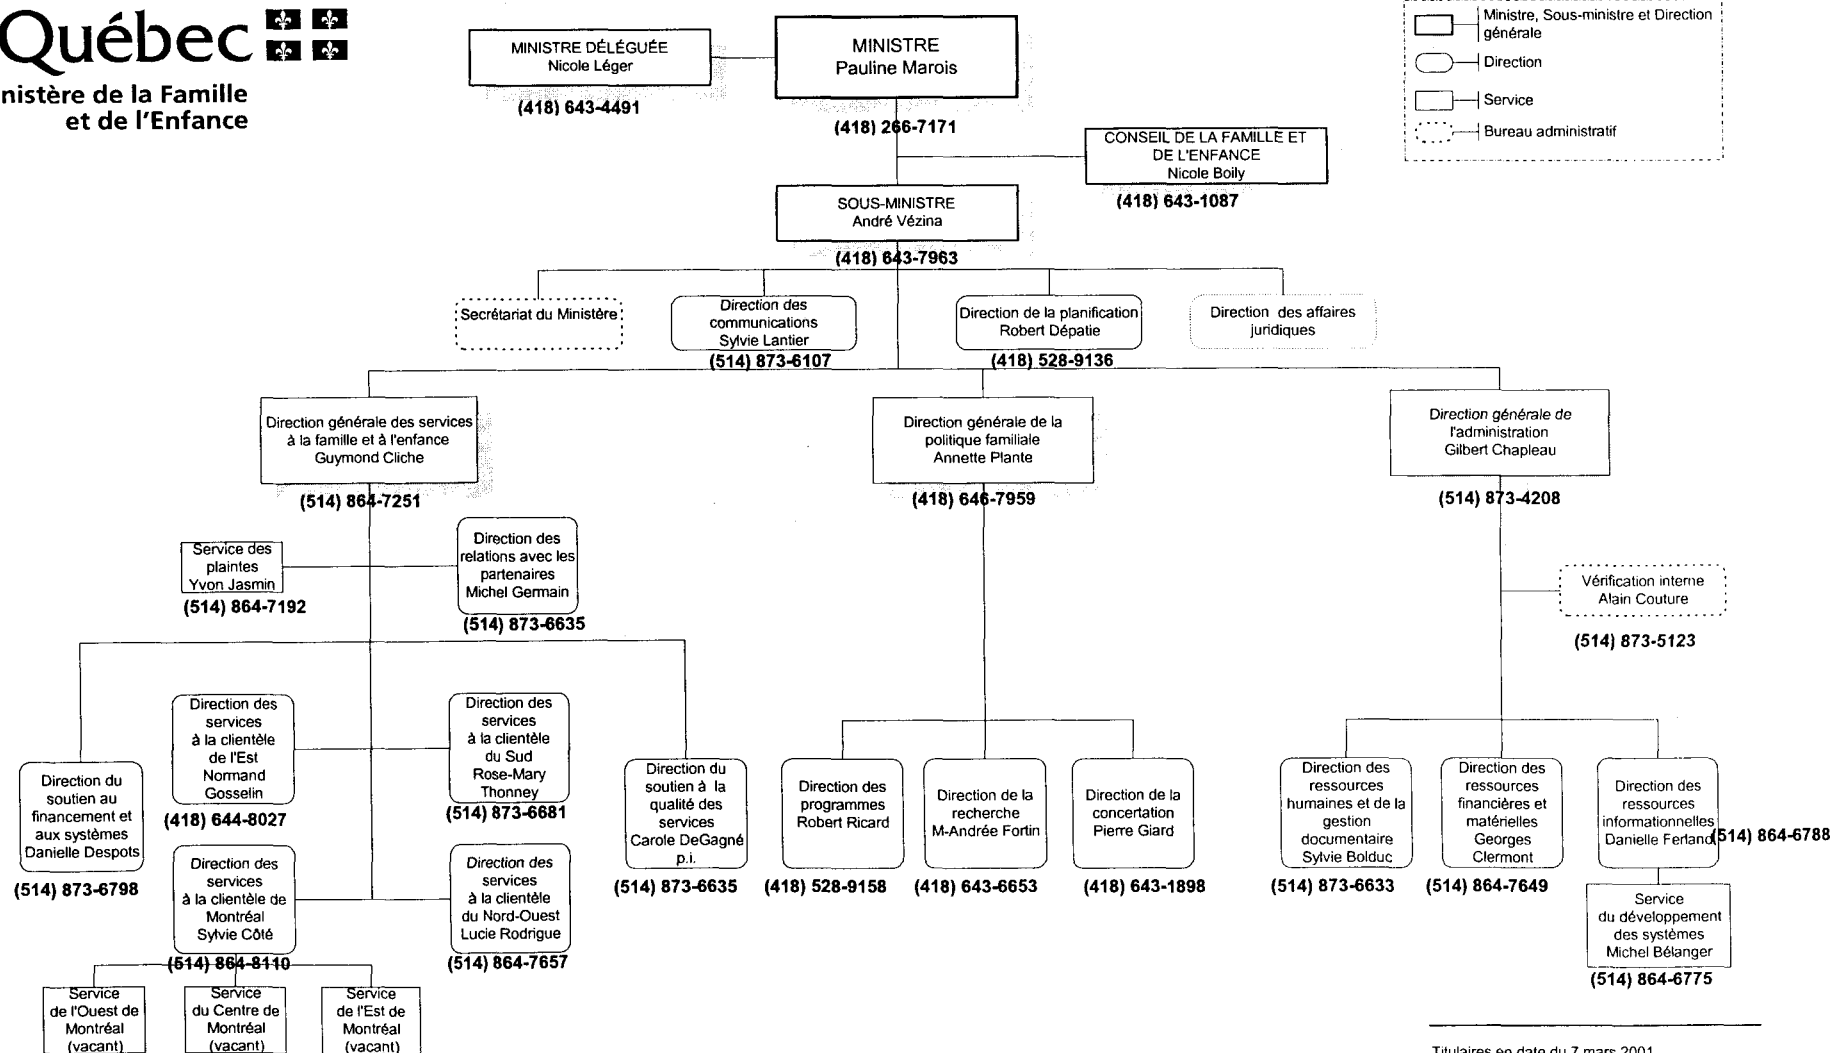 Québec
nistère de la Famille
et de l'Enfance
MINISTRE DÉLÉGUÉE
Nicole Léger
(418) 643-4491
MINISTRE
Pauline Marois
(418) 266-7171
Ministre, Sous-ministre et Direction
générale
Direction
Service
Bureau administratif
CONSEIL DE LA FAMILLE ET
DE L'ENFANCE
Nicole Boily
(418) 643-1087
SOUS-MINISTRE
André Vézina
(418) 643-7963
Secrétariat du Ministère
Direction des
communications
Sylvie Lantier
(514) 873-6107
Direction de la planification
Robert Dépatie
(418) 528-9136
Direction des affaires
juridiques
Direction générale des services
à la famille et à l'enfance
Guymond Cliche
(514) 864-7251
Direction générale de la
politique familiale
Annette Plante
(418) 646-7959
Direction générale de
l'administration
Gilbert Chapleau
(514) 873-4208
Service des
plaintes
Yvon Jasmin
(514) 864-7192
Direction des
relations avec les
partenaires
Michel Germain
(514) 873-6635
Vérification interne
Alain Couture
(514) 873-5123
Direction du
soutien au
financement et
aux systèmes
Danielle Despots
(514) 873-6798
Direction des
services
à la clientèle
de l'Est
Normand
Gosselin
(418) 644-8027
Direction des
services
à la clientèle
du Sud
Rose-Mary
Thonney
(514) 873-6681
Direction du
soutien à la
qualité des
services
Carole DeGagné
p.i.
(514) 873-6635
Direction des
programmes
Robert Ricard
(418) 528-9158
Direction de la
recherche
M-Andrée Fortin
(418) 643-6653
Direction de la
concertation
Pierre Giard
(418) 643-1898
Direction des
ressources
humaines et de la
gestion
documentaire
Sylvie Bolduc
(514) 873-6633
Direction des
ressources
financières et
matérielles
Georges
Clermont
(514) 864-7649
Direction des
ressources
informationnelles
Danielle Ferland
(514) 864-6788
Direction des
services
à la clientèle de
Montréal
Sylvie Côté
(514) 864-8110
Direction des
services
à la clientèle
du Nord-Ouest
Lucie Rodrigue
(514) 864-7657
Service
du développement
des systèmes
Michel Bélanger
(514) 864-6775
Service
de l'Ouest de
Montréal
(vacant)
Service
du Centre de
Montréal
(vacant)
Service
de l'Est de
Montréal
(vacant)
Titulaires en date du 7 mars 2001